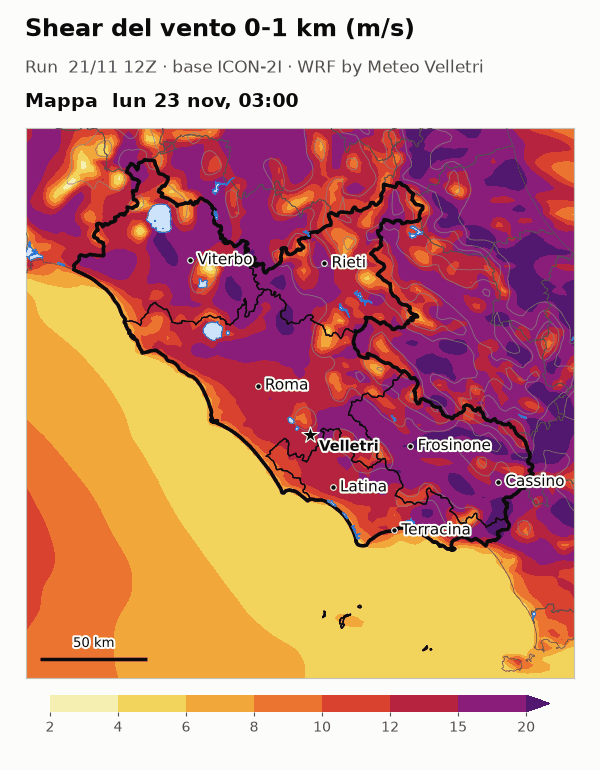 Shear del vento 0-1 km (m/s)
Run  21/11 12Z · base ICON-2I · WRF by Meteo Velletri
Mappa  lun 23 nov, 03:00
Viterbo
Rieti
Roma
Velletri
Frosinone
Latina
Cassino
Terracina
50 km
2 4 6 8 10 12 15 20